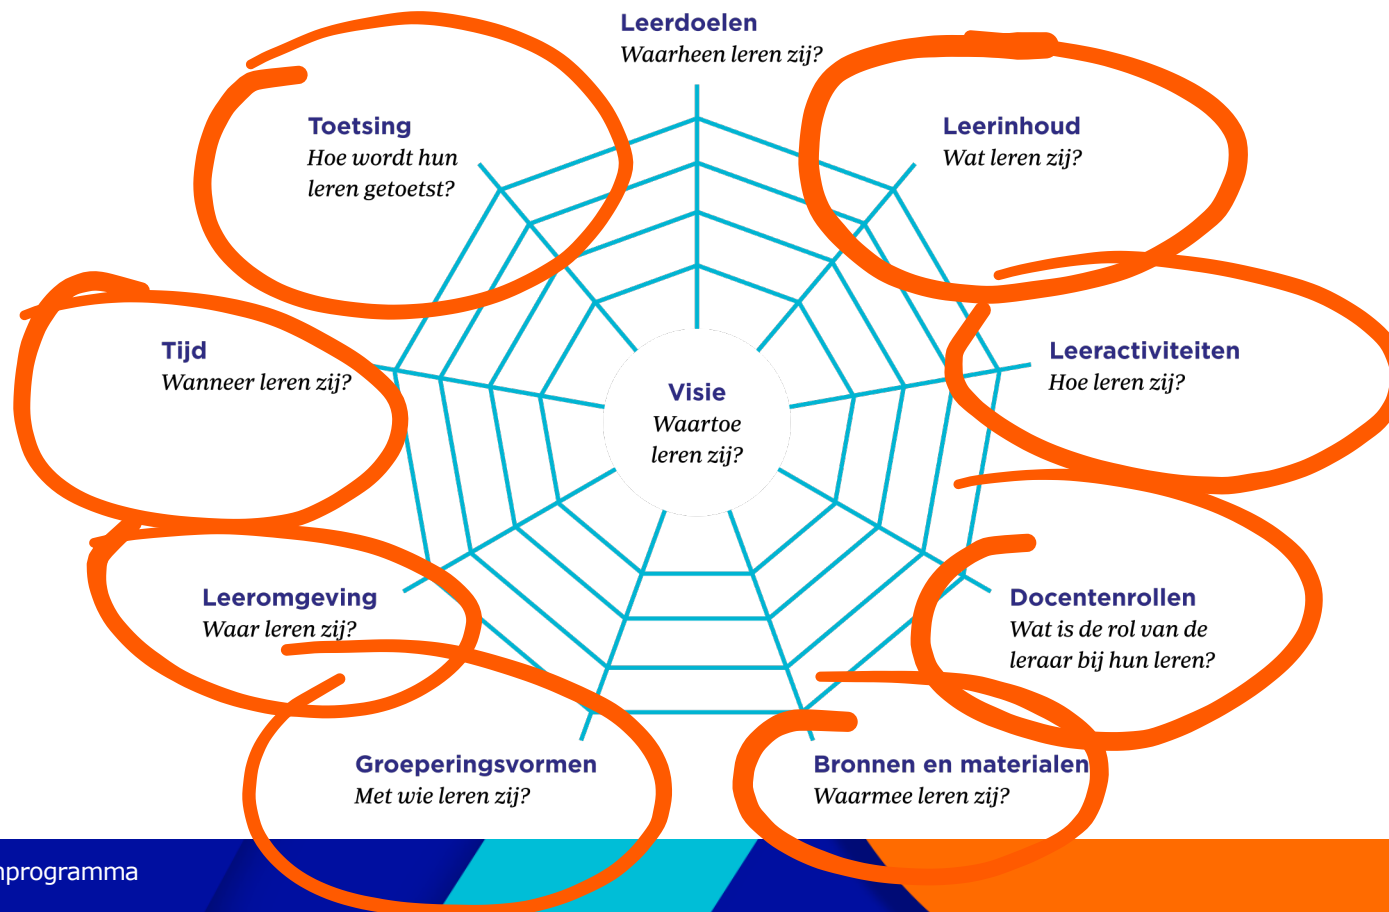 Leerdoelen
Waarheen leren zij?
Toetsing
Hoe wordt hun
leren getoetst?
Leerinhoud
Wat leren zij?
Tijd
Wanneer leren zij?
Visie
Waartoe
leren zij?
Leeractiviteiten
Hoe leren zij?
Leeromgeving
Waar leren zij?
Docentenrollen
Wat is de rol van de
leraar bij hun leren?
Groeperingsvormen
Met wie leren zij?
Bronnen en materialen
Waarmee leren zij?